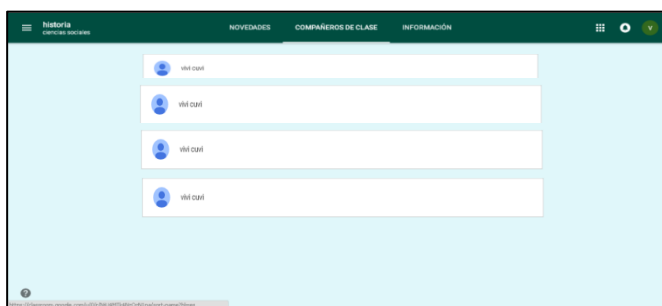 historia
ciencias sociales
NOVEDADES COMPAÑEROS DE CLASE INFORMACIÓN
V
vivi cuvi
vivi cuvi
vivi cuvi
vivi cuvi
?